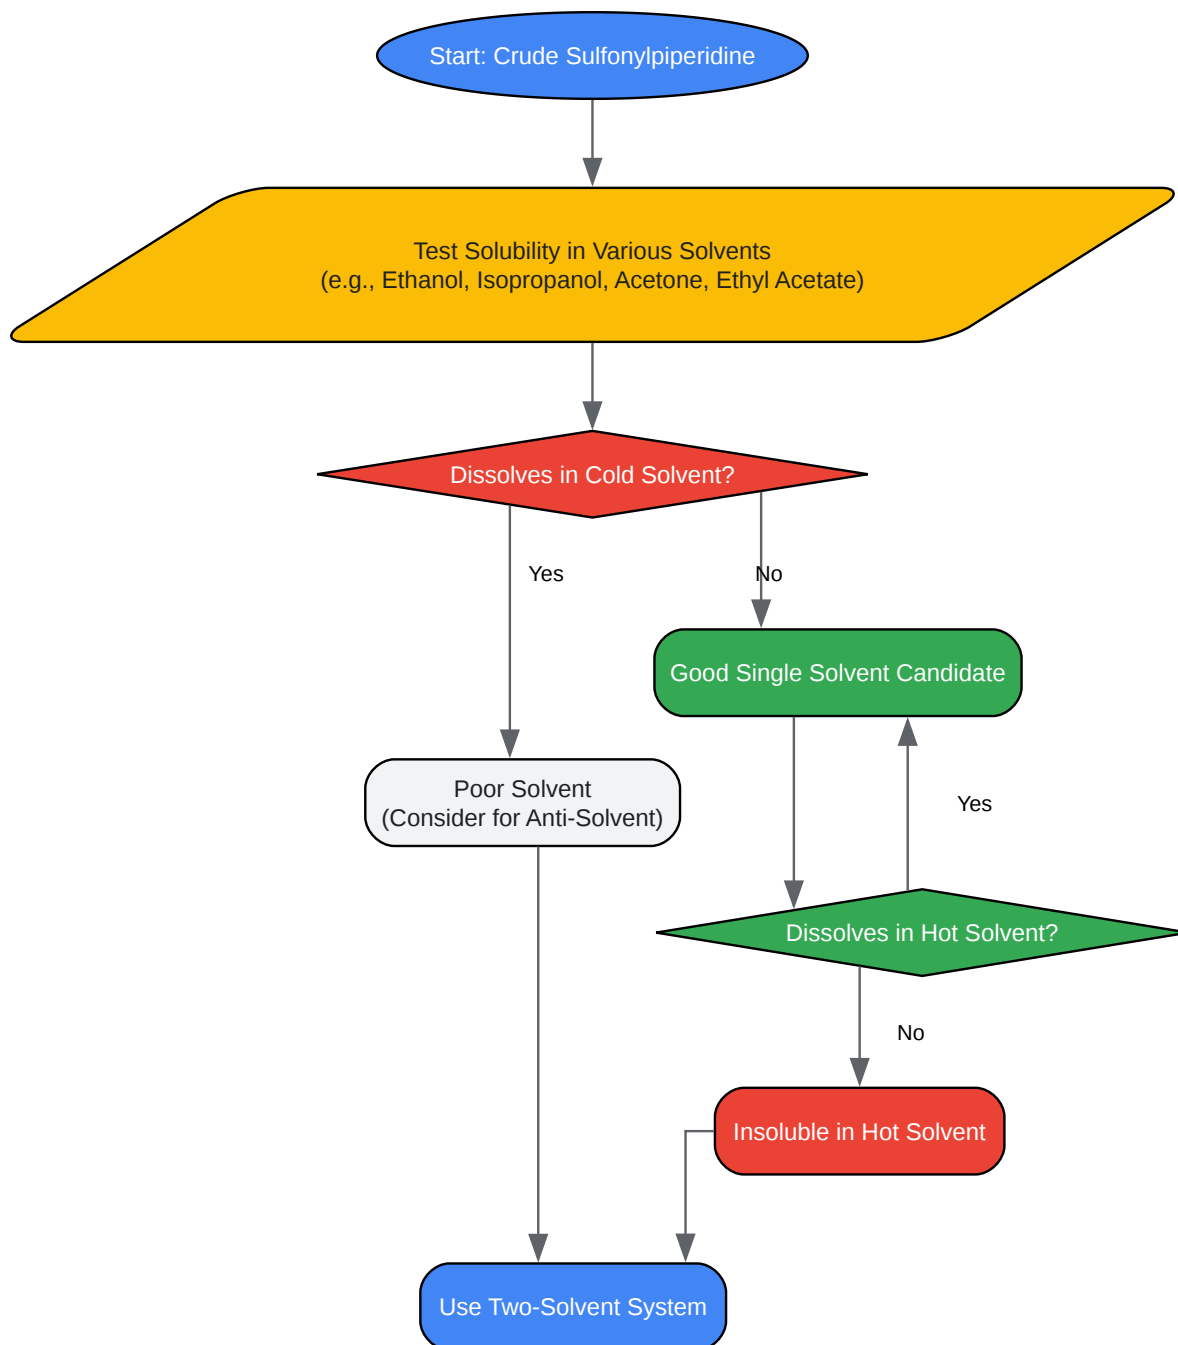 Start: Crude Sulfonylpiperidine
Test Solubility in Various Solvents
(e.g., Ethanol, Isopropanol, Acetone, Ethyl Acetate)
Dissolves in Cold Solvent?
Yes
No
Good Single Solvent Candidate
Poor Solvent
(Consider for Anti-Solvent)
Yes
Dissolves in Hot Solvent?
No
Insoluble in Hot Solvent
Use Two-Solvent System